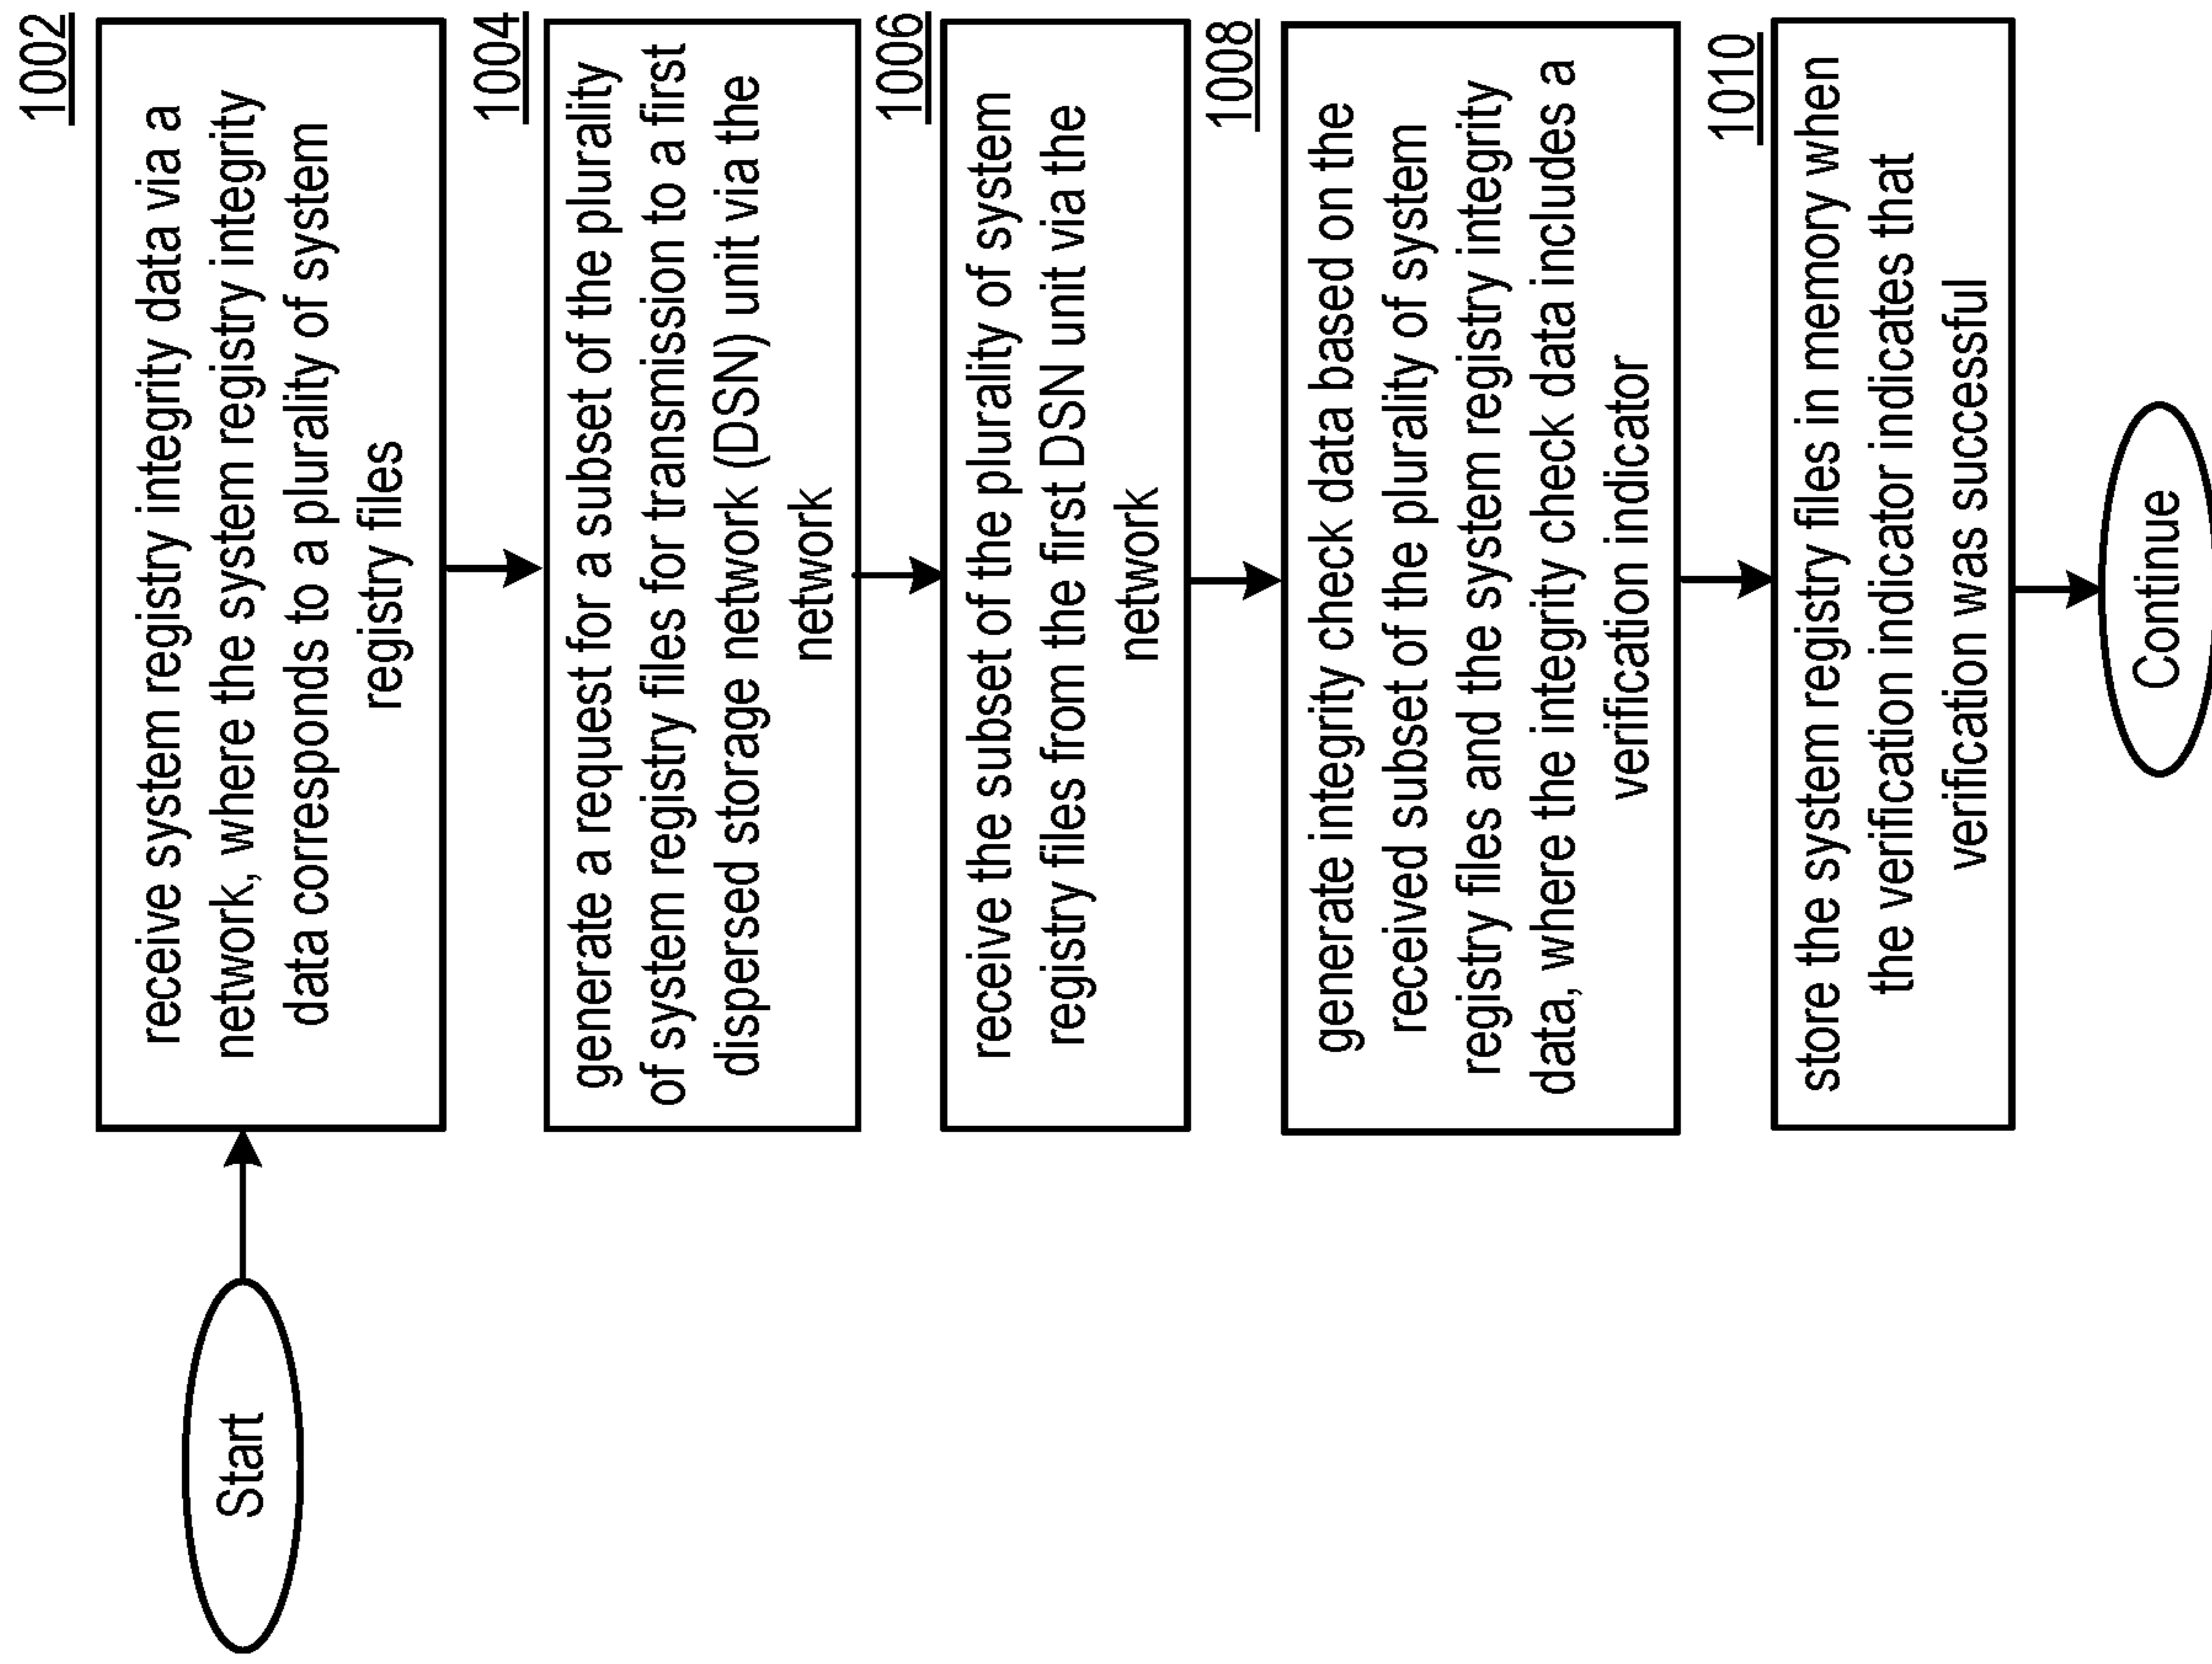 Start
1002
receive system registry integrity data via a
network, where the system registry integrity
data corresponds to a plurality of system
registry files
1004
generate a request for a subset of the plurality
of system registry files for transmission to a first
dispersed storage network (DSN) unit via the
network
1006
receive the subset of the plurality of system
registry files from the first DSN unit via the
network
1008
generate integrity check data based on the
received subset of the plurality of system
registry files and the system registry integrity
data, where the integrity check data includes a
verification indicator
1010
store the system registry files in memory when
the verification indicator indicates that
verification was successful
Continue